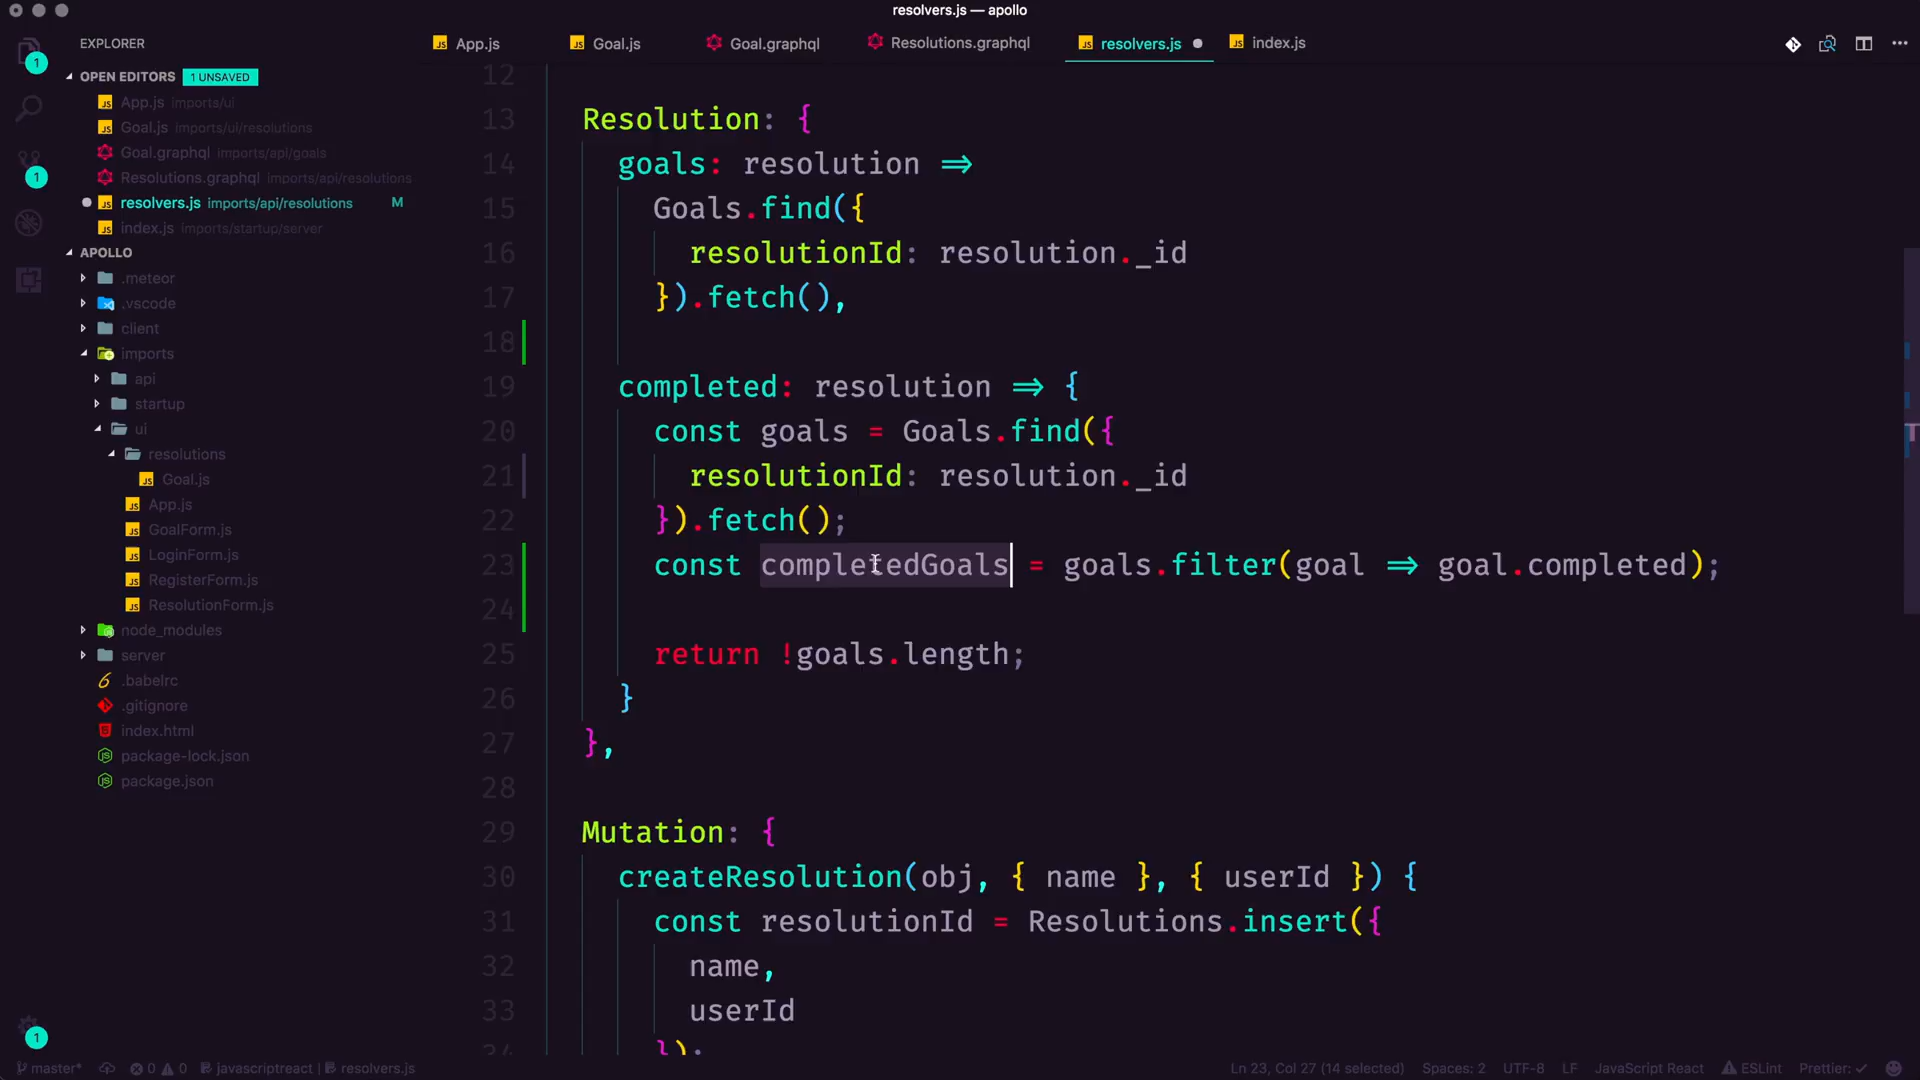 resolvers.js — apollo
EXPLORER
App.js
Goal.js
Goal.graphql
Resolutions.graphql
resolvers.js
index.js
OPEN EDITORS 1 UNSAVED
App.js imports/ui
Goal.js imports/ui/resolutions
Goal.graphql imports/api/goals
Resolutions.graphql imports/api/resolutions
resolvers.js imports/api/resolutions M
index.js imports/startup/server
APOLLO
.meteor
.vscode
client
imports
api
startup
ui
resolutions
Goal.js
App.js
GoalForm.js
LoginForm.js
RegisterForm.js
ResolutionForm.js
node_modules
server
.babelrc
.gitignore
index.html
package-lock.json
package.json
1
1
1
12
13 Resolution: {
14 goals: resolution =>
15 Goals.find({
16 resolutionId: resolution._id
17 }).fetch(),
18
19 completed: resolution => {
20 const goals = Goals.find({
21 resolutionId: resolution._id
22 }).fetch();
23 const completedGoals = goals.filter(goal => goal.completed);
24
25 return !goals.length;
26 }
27 },
28
29 Mutation: {
30 createResolution(obj, { name }, { userId }) {
31 const resolutionId = Resolutions.insert({
32 name,
33 userId
34 });
master* 0 0 javascriptreact | resolvers.js
Ln 23, Col 27 (14 selected) Spaces: 2 UTF-8 LF JavaScript React ESLint Prettier: ✓